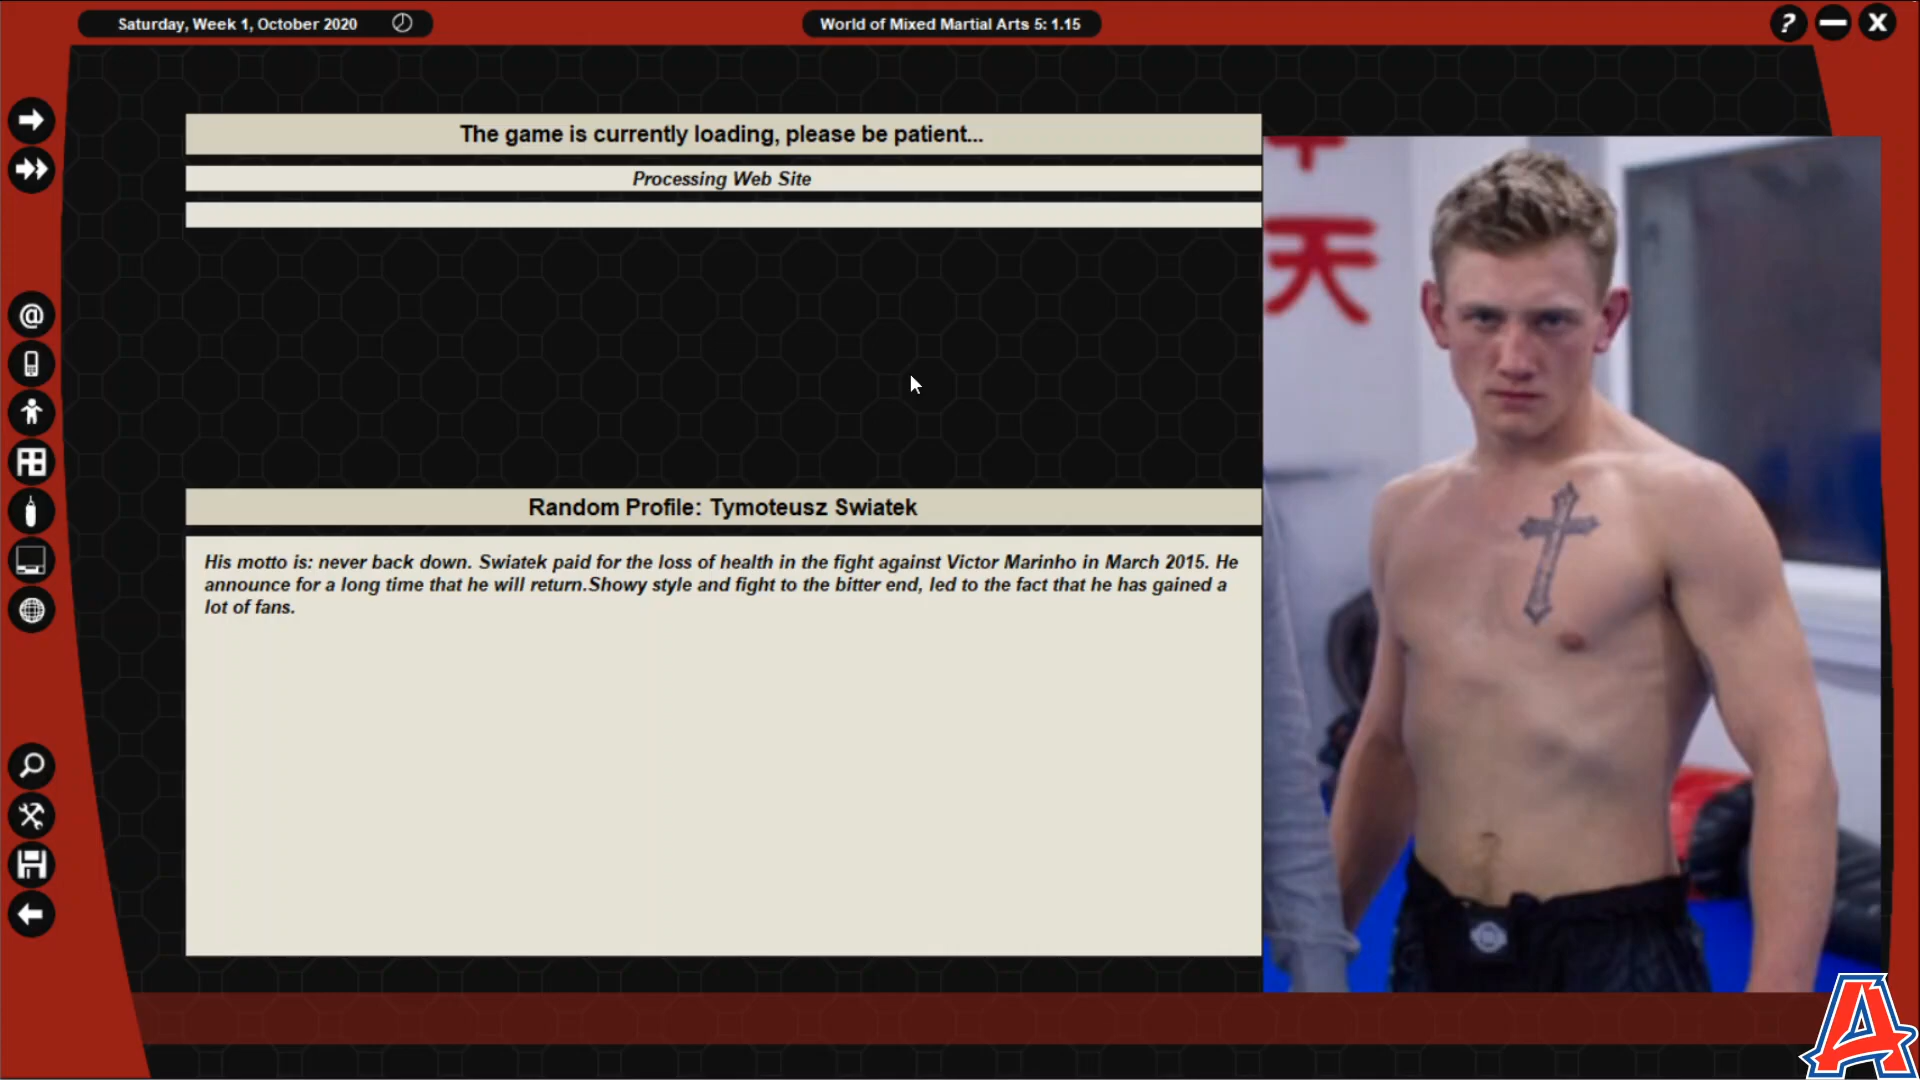 Saturday, Week 1, October 2020
World of Mixed Martial Arts 5: 1.15
?
X
The game is currently loading, please be patient...
Processing Web Site
@
天
Random Profile: Tymoteusz Swiatek
His motto is: never back down. Swiatek paid for the loss of health in the fight against Victor Marinho in March 2015. He
announce for a long time that he will return.Showy style and fight to the bitter end, led to the fact that he has gained a
lot of fans.
A